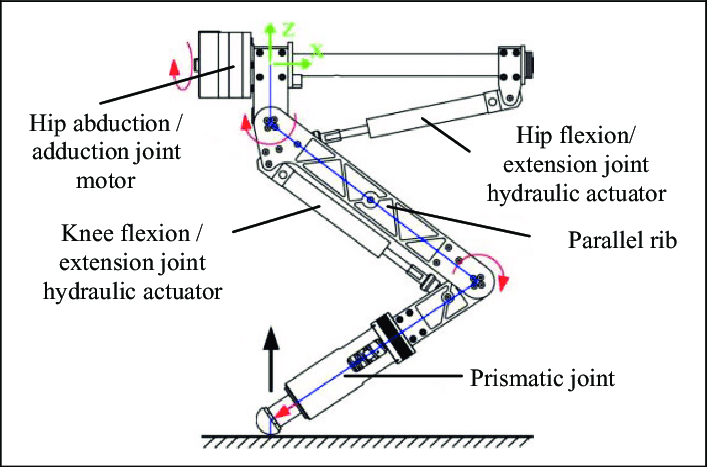 Z
X
Hip abduction /
adduction joint
motor
Hip flexion/
extension joint
hydraulic actuator
Knee flexion /
extension joint
hydraulic actuator
Parallel rib
Prismatic joint